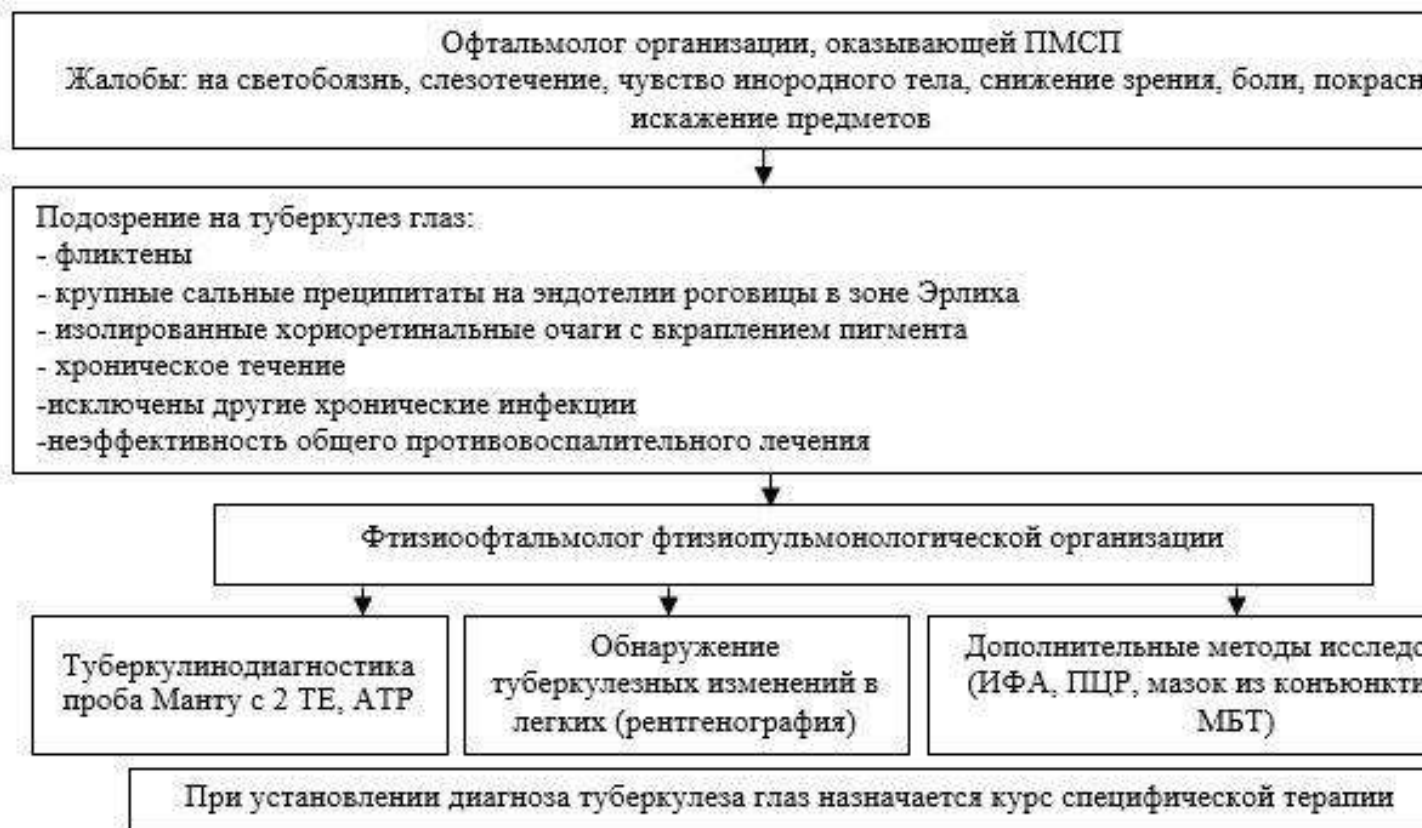 Офтальмолог организации, оказывающей ПМСП
Жалобы: на светобоязнь, слезотечение, чувство инородного тела, снижение зрения, боли,
искажение предметов
Подозрение на туберкулез глаз:
- фликтены
- крупные сальные преципитаты на эндотелии роговицы в зоне Эрлиха
- изолированные хориоретинальные очаги с вкраплением пигмента
- хроническое течение
-исключены другие хронические инфекции
-неэффективность общего противовоспалительного лечения
Фтизиоофтальмолог фтизиопульмонологической организации
Туберкулинодиагностика
проба Манту с 2 ТЕ, АТР
Обнаружение
туберкулезных изменений в
легких (рентгенография)
Дополнительные методы
(ИФА, ПЦР, мазок из
МБТ)
При установлении диагноза туберкулеза глаз назначается курс специфической терапии